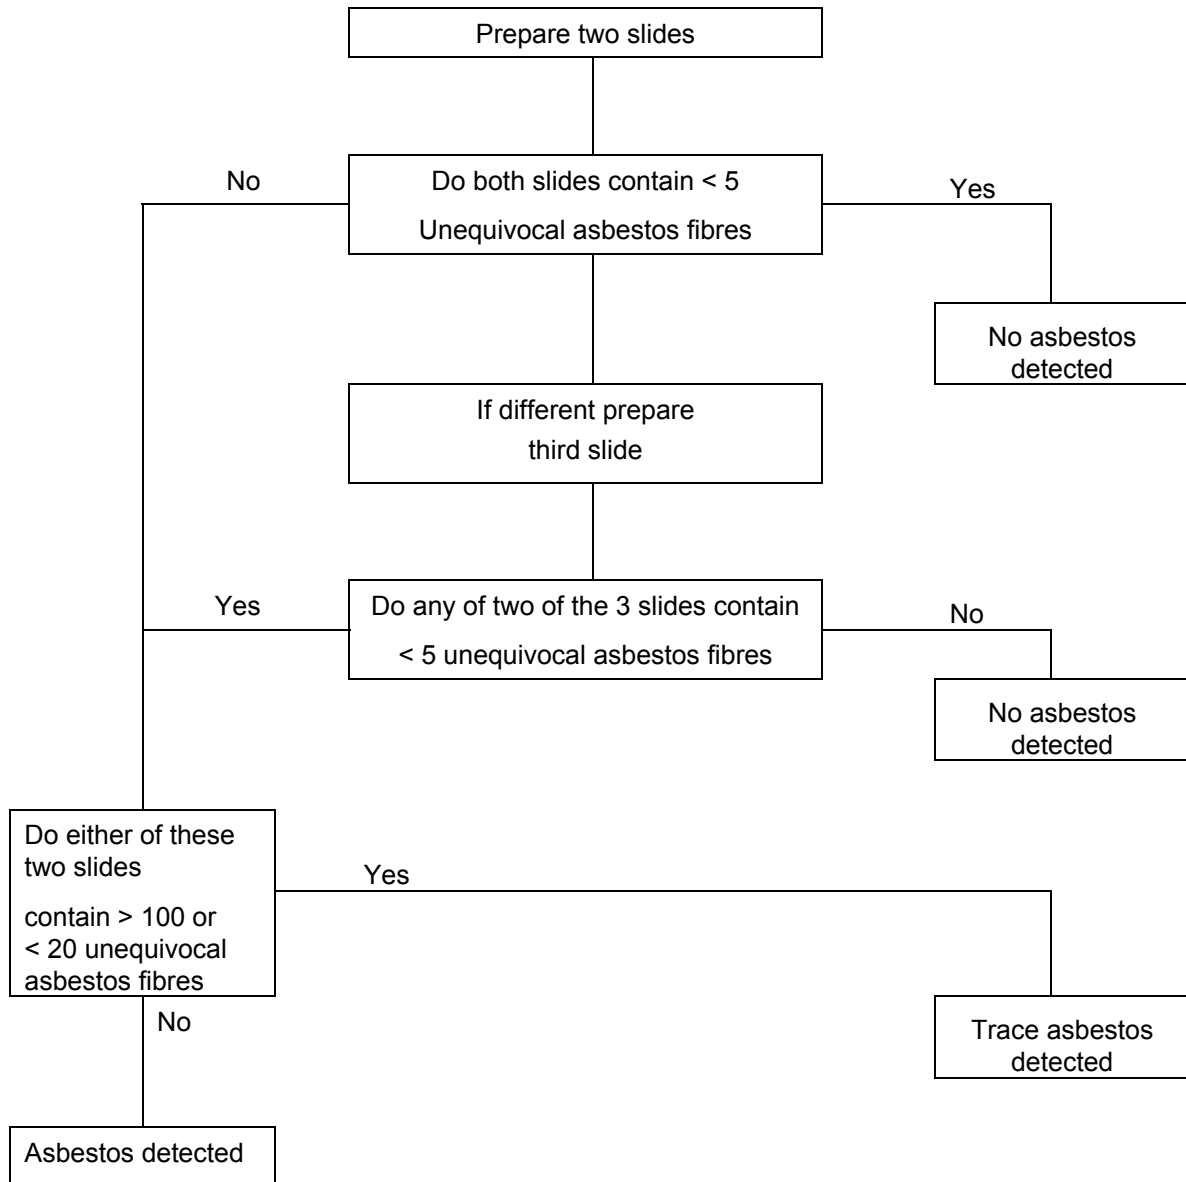 Prepare two slides
No
Do both slides contain < 5
Unequivocal asbestos fibres
Yes
No asbestos
detected
If different prepare
third slide
Yes
Do any of two of the 3 slides contain
< 5 unequivocal asbestos fibres
No
No asbestos
detected
Do either of these
two slides
contain > 100 or
< 20 unequivocal
asbestos fibres
Yes
No
Trace asbestos
detected
Asbestos detected